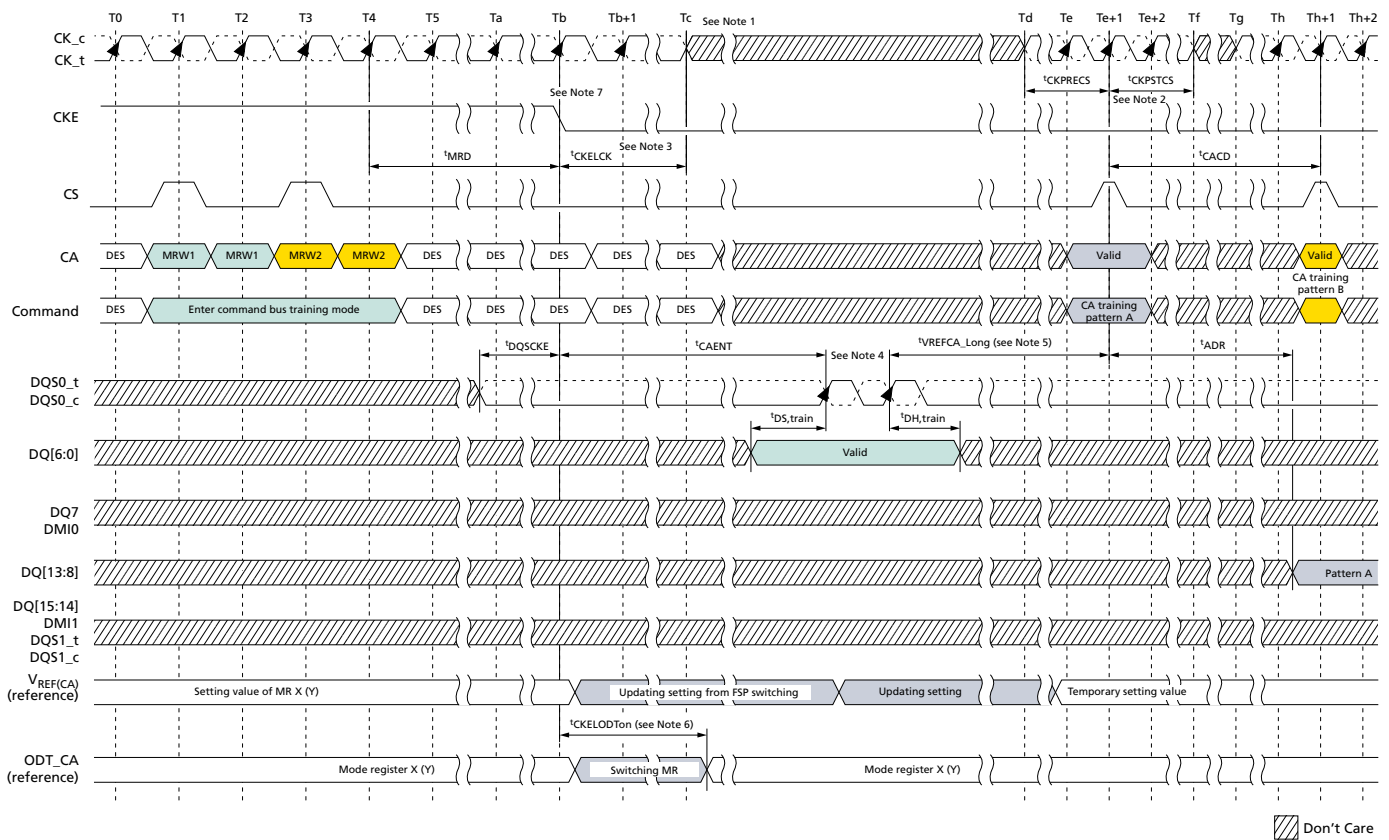 T0 T1 T2 T3 T4 T5 Ta Tb Tb+1 Tc See Note 1 Td Te Te+1 Te+2 Tf Tg Th Th+1 Th+2
CK_c
CK_t
tCKPRECS tCKPSTCS
See Note 7 See Note 2
CKE
See Note 3
tMRD tCKELCK tCACD
CS
CA DES MRW1 MRW1 MRW2 MRW2 DES DES DES DES DES Valid Valid
CA training
pattern B
Command DES Enter command bus training mode DES DES DES DES DES CA training
pattern A
tDQSCKE tCAENT See Note 4 tVREFCA_Long (see Note 5) tADR
DQS0_t
DQS0_c
tDS,train tDH,train
DQ[6:0] Valid
DQ7
DMI0
DQ[13:8] Pattern A
DQ[15:14]
DMI1
DQS1_t
DQS1_c
VREF(CA)
(reference) Setting value of MR X (Y) Updating setting from FSP switching Updating setting Temporary setting value
tCKELODTon (see Note 6)
ODT_CA
(reference) Mode register X (Y) Switching MR Mode register X (Y)
Don't Care